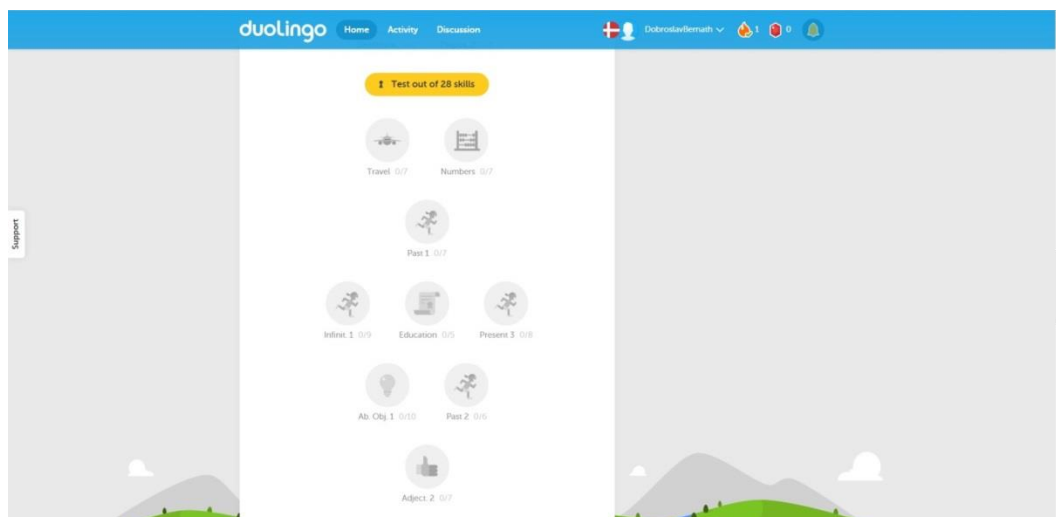 duolingo Home Activity Discussion Dobroslavflemath 1 0
Test out of 28 skills
Travel 0/7 Numbers 0/7
Support
Past 1 0/7
Infinit. 1 0/9 Education 0/5 Present 3 0/8
Ab. Obj. 1 0/10 Past 2 0/6
Adject. 2 0/7